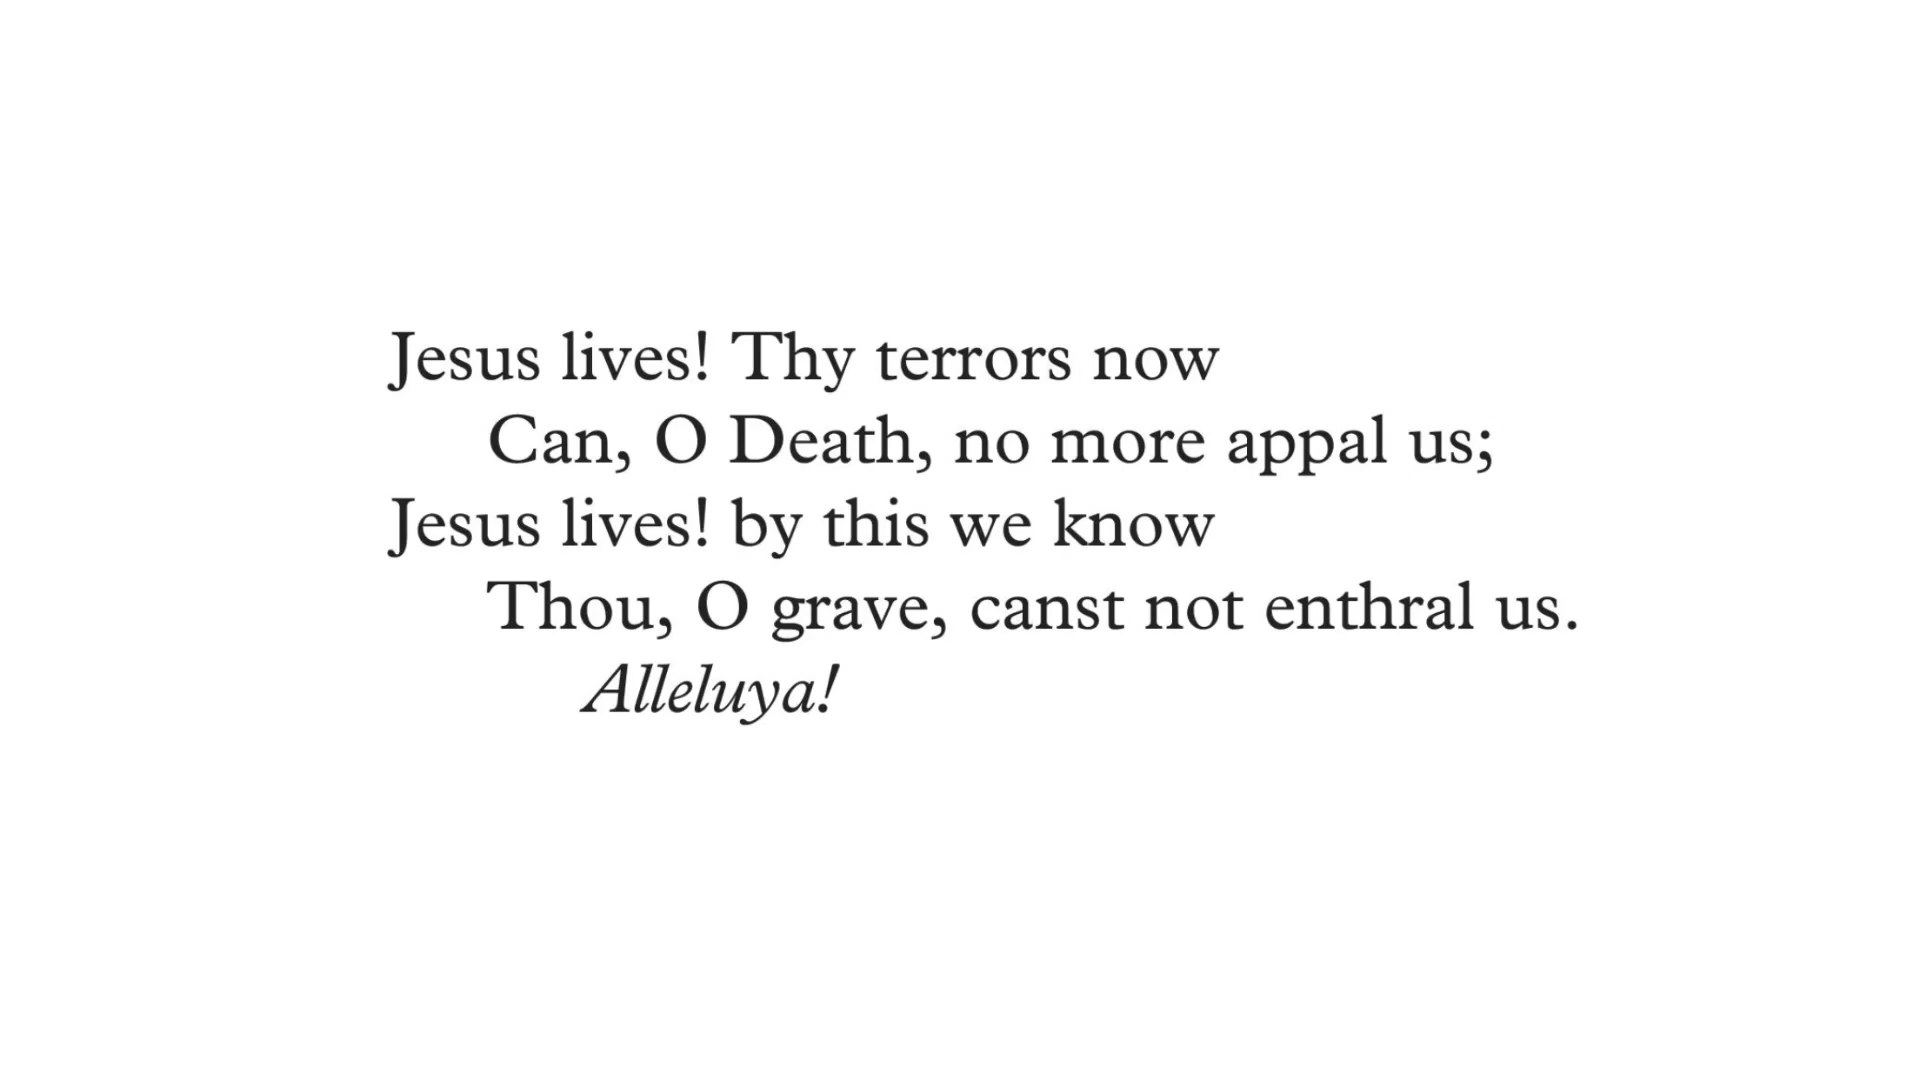 Jesus lives! Thy terrors now
Can, O Death, no more appal us;
Jesus lives! by this we know
Thou, O grave, canst not enthral us.
Alleluya!